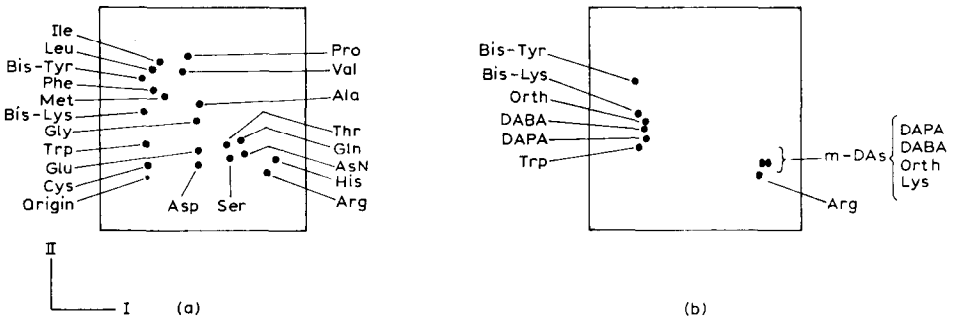 Ile
Leu
Bis-Tyr
Phe
Met
Bis-Lys
Gly
Trp
Glu
Cys
Origin
Asp
Ser
Pro
Val
Ala
Thr
Gln
AsN
His
Arg
II
I
(a)
Bis-Tyr
Bis-Lys
Orth
DABA
DAPA
Trp
m-DAs
DAPA
DABA
Orth
Lys
Arg
(b)